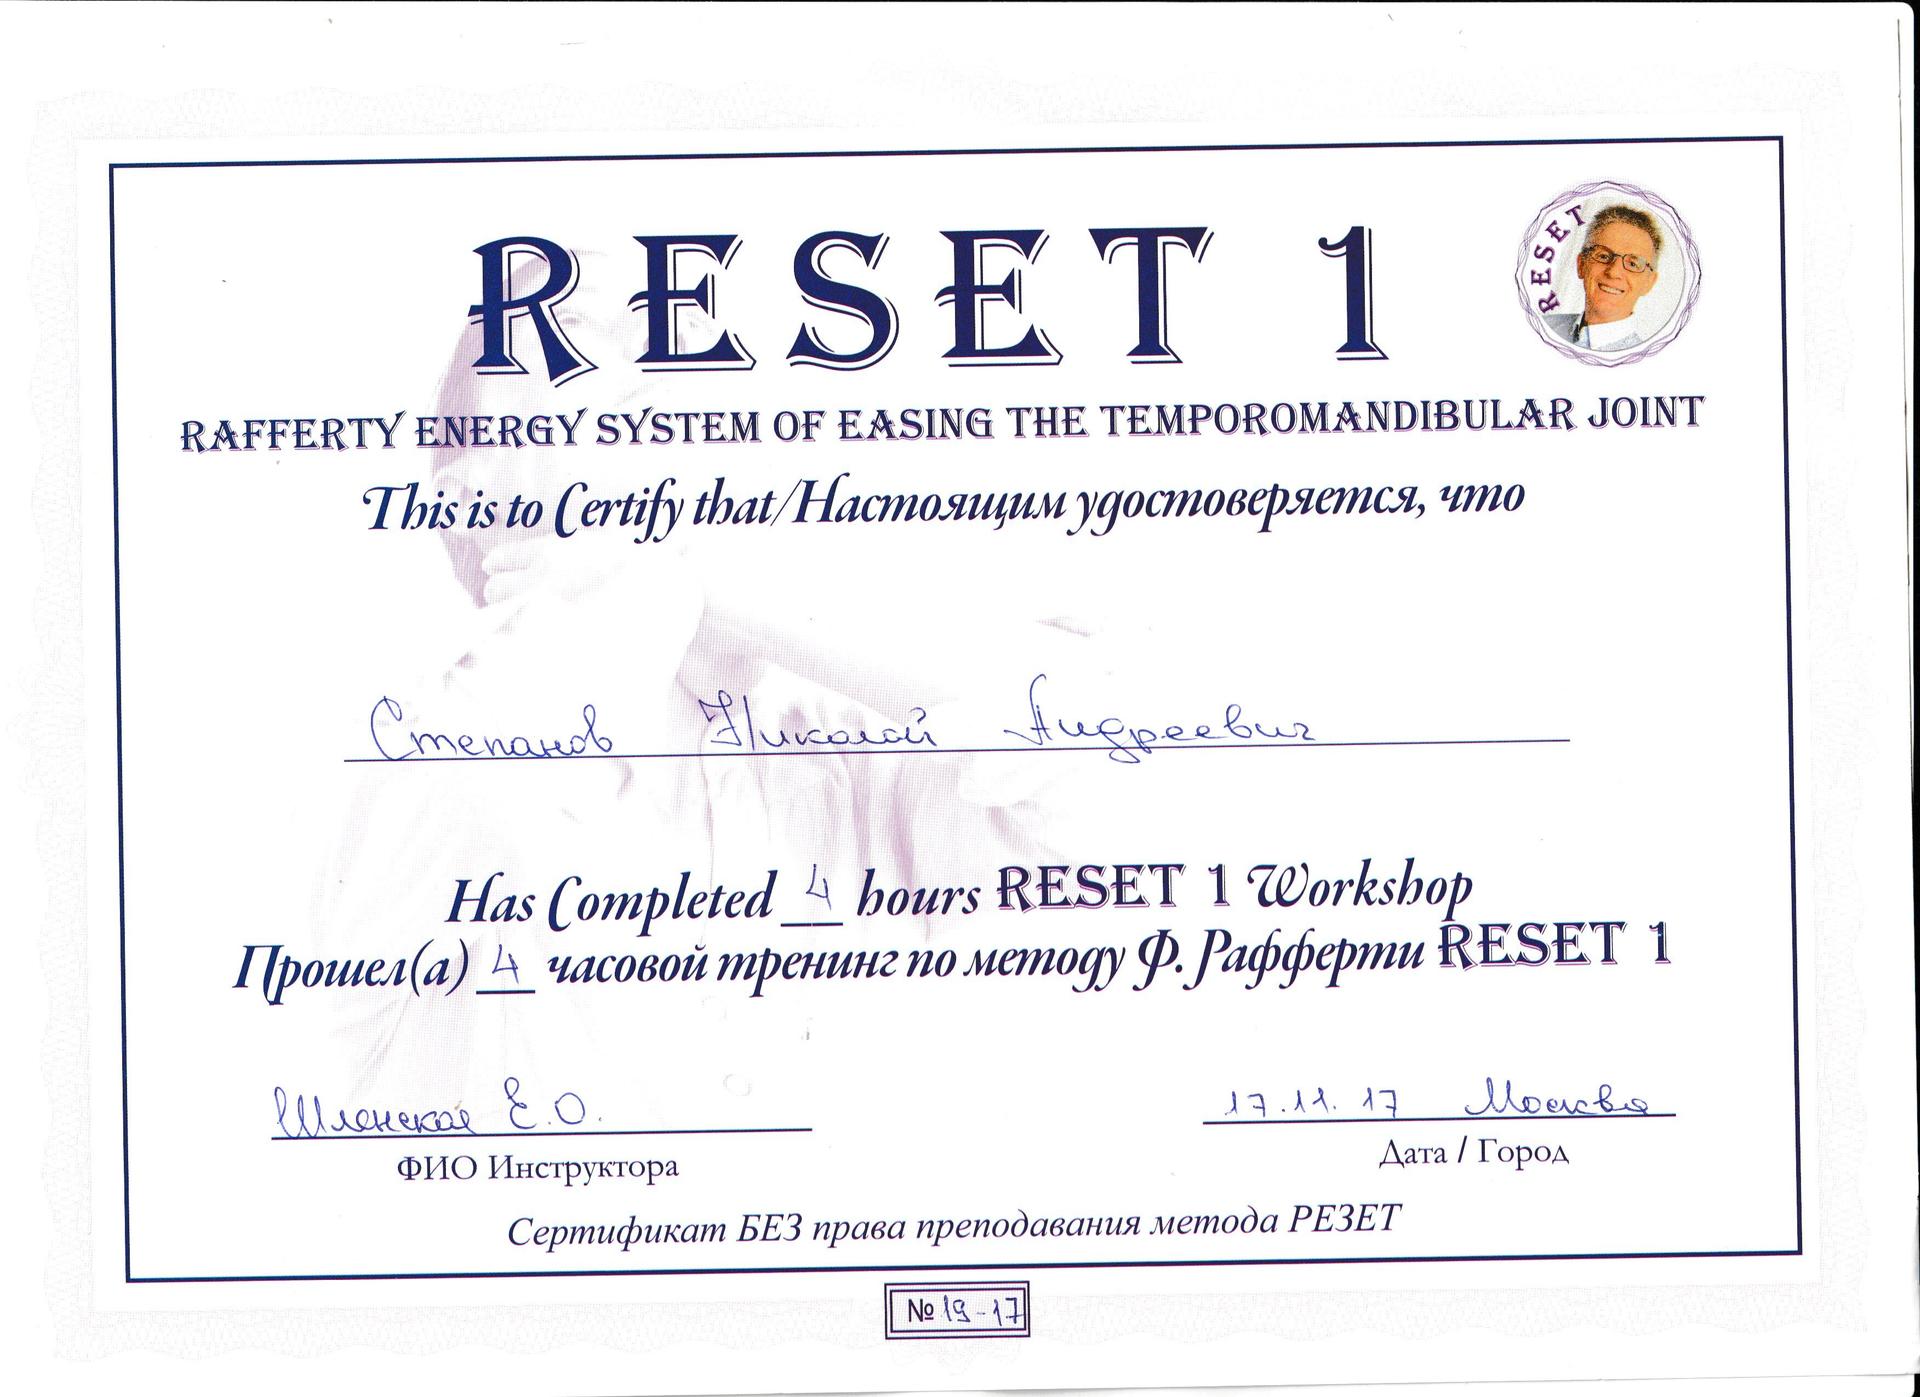 RESET 1
RESET
RAFFERTY ENERGY SYSTEM OF EASING THE TEMPOROMANDIBULAR JOINT
This is to Certify that/Настоящим удостоверяется, что
Степанов Николай Андреевич
Has Completed 4 hours RESET 1 Workshop
Прошел(а) 4 часовой тренинг по методу Ф. Рафферти RESET 1
Шленская Е.О.
17.11.17 Москва
ФИО Инструктора
Дата / Город
Сертификат БЕЗ права преподавания метода РЕЗЕТ
№ 19-17